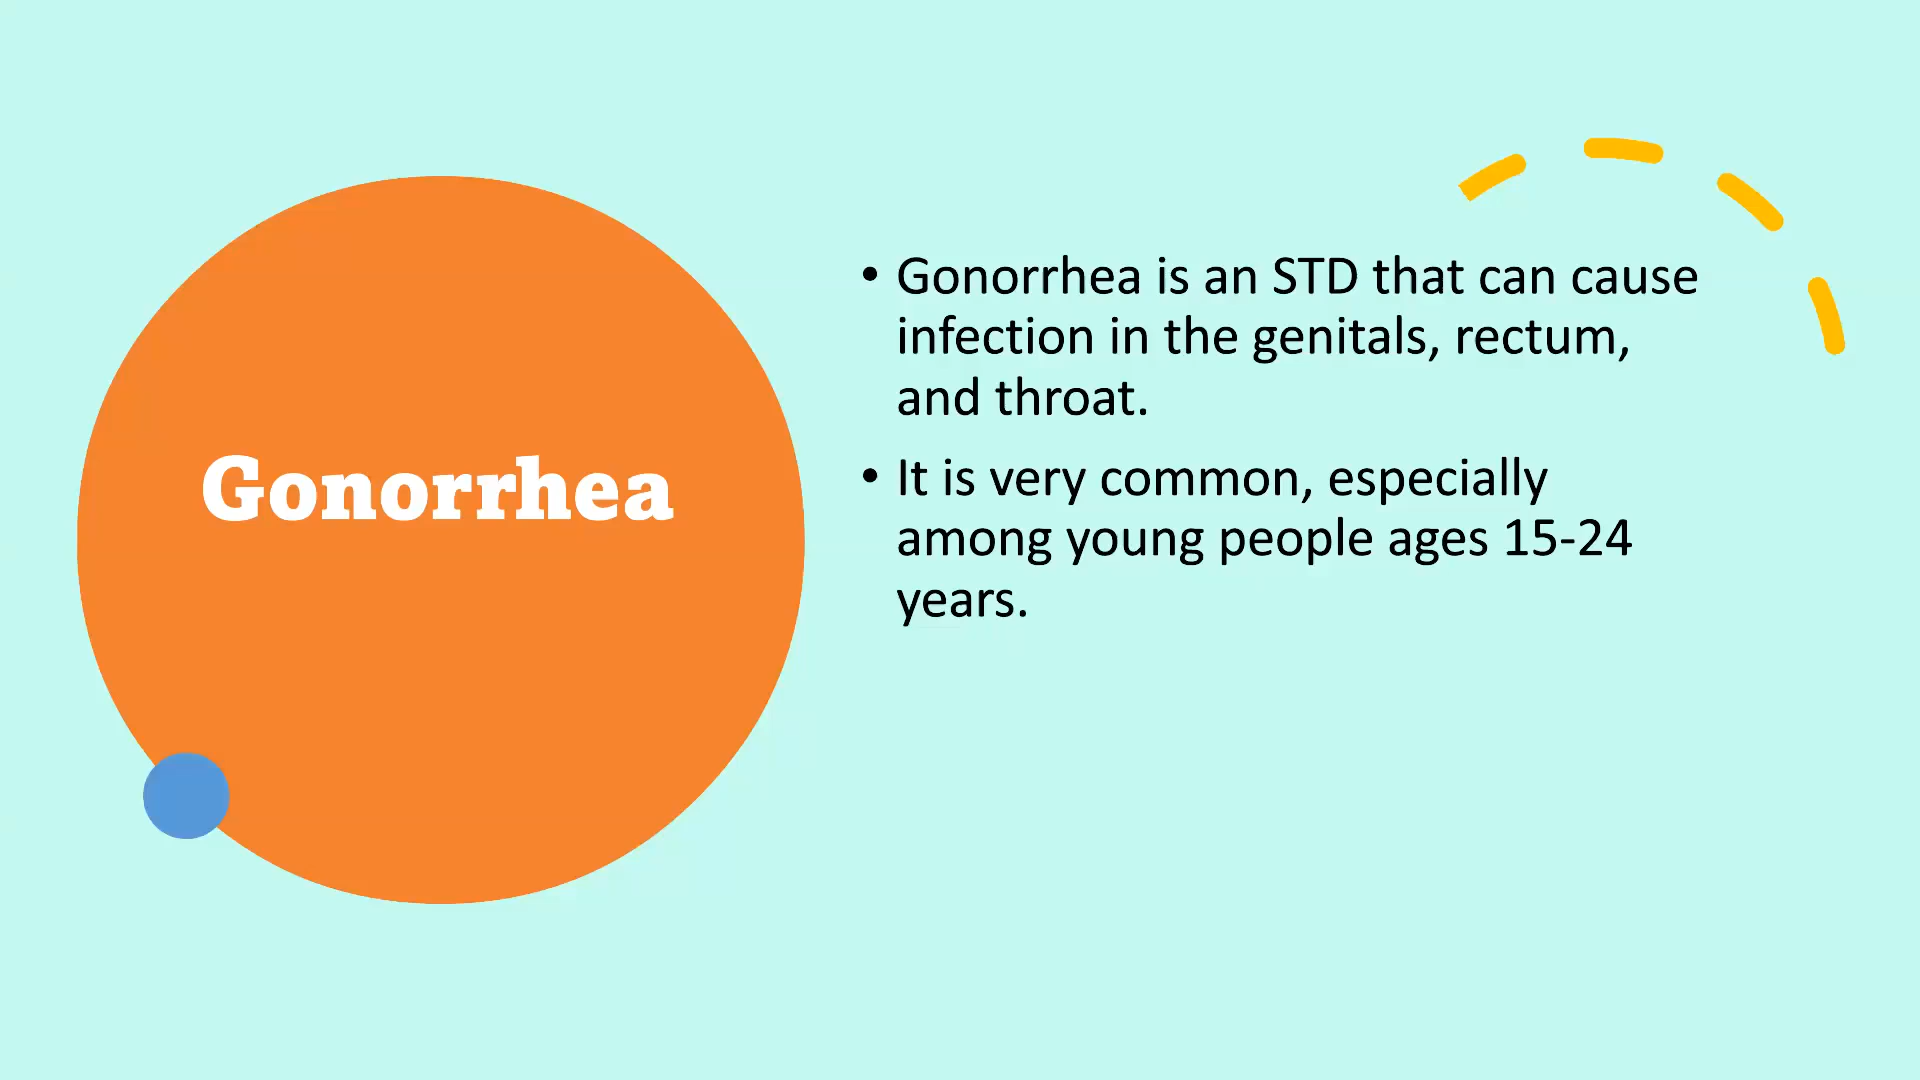 Gonorrhea
• Gonorrhea is an STD that can cause
infection in the genitals, rectum,
and throat.
• It is very common, especially
among young people ages 15-24
years.